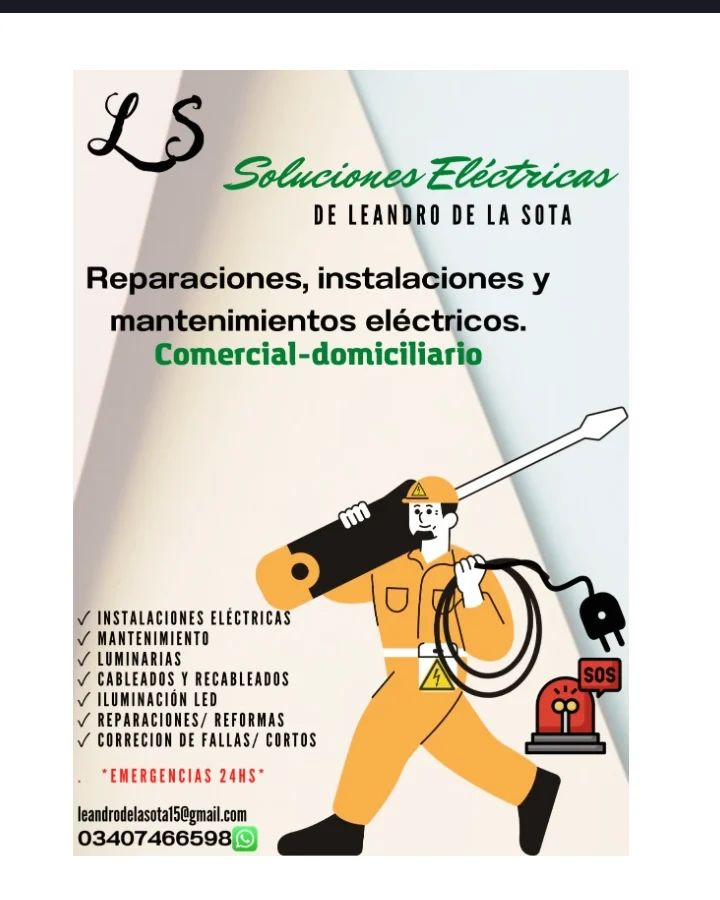 LS
Soluciones Eléctricas
DE LEANDRO DE LA SOTA
Reparaciones, instalaciones y
mantenimientos eléctricos.
Comercial-domiciliario
✓ INSTALACIONES ELÉCTRICAS
✓ MANTENIMIENTO
✓ LUMINARIAS
✓ CABLEADOS Y RECABLEADOS
✓ ILUMINACIÓN LED
✓ REPARACIONES/ REFORMAS
✓ CORRECION DE FALLAS/ CORTOS
SOS
. *EMERGENCIAS 24HS*
leandrodelasota15@gmail.com
03407466598